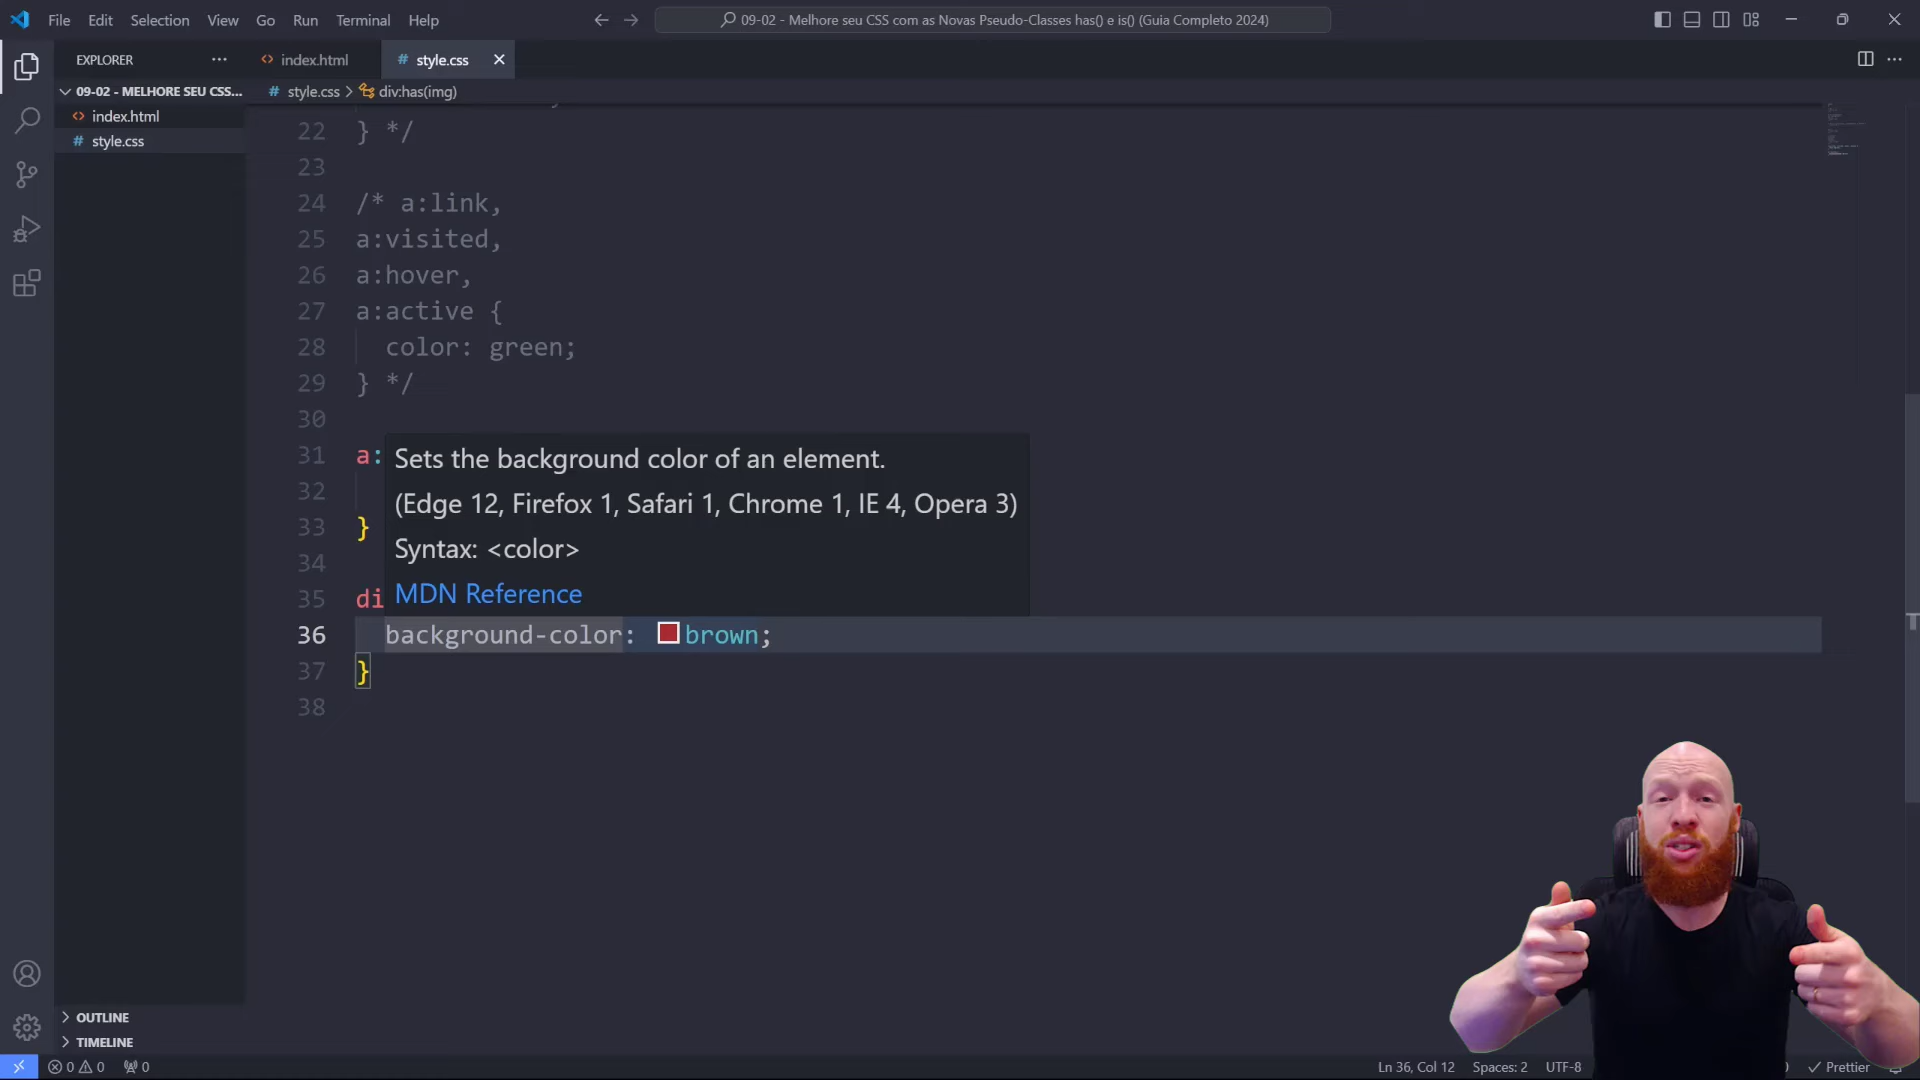 File Edit Selection View Go Run Terminal Help
09-02 - Melhore seu CSS com as Novas Pseudo-Classes has() e is() (Guia Completo 2024)
EXPLORER
index.html
style.css
09-02 - MELHORE SEU CSS...
index.html
style.css
style.css > div:has(img)
22 } */
23
24 /* a:link,
25 a:visited,
26 a:hover,
27 a:active {
28 color: green;
29 } */
30
31 a:
32
33 }
34
35 di
36 background-color: brown;
37 }
38
Sets the background color of an element.
(Edge 12, Firefox 1, Safari 1, Chrome 1, IE 4, Opera 3)
Syntax: <color>
MDN Reference
OUTLINE
TIMELINE
0 0 0
Ln 36, Col 12 Spaces: 2 UTF-8 Prettier